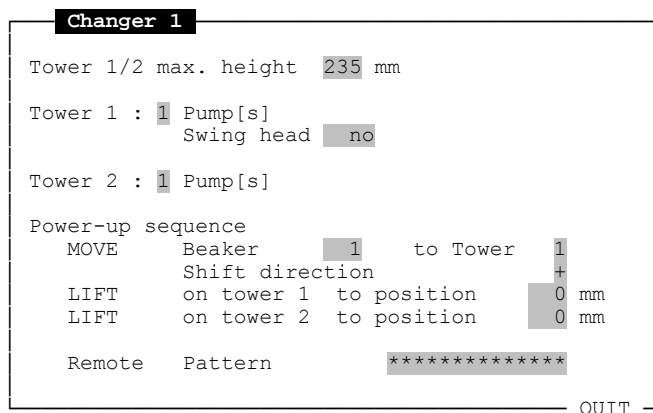 Changer 1
Tower 1/2 max. height 235 mm
Tower 1 : 1 Pump[s]
Swing head no
Tower 2 : 1 Pump[s]
Power-up sequence
MOVE Beaker 1 to Tower 1
Shift direction +
LIFT on tower 1 to position 0 mm
LIFT on tower 2 to position 0 mm
Remote Pattern **************
QUIT